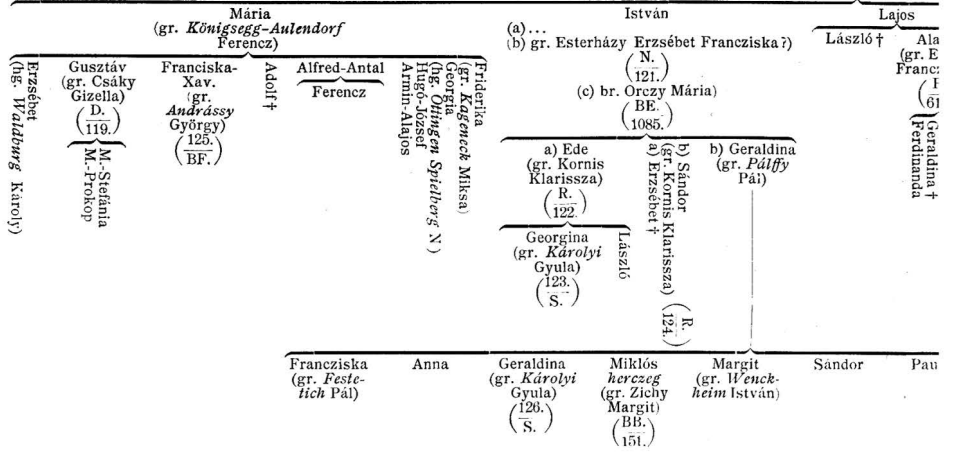 Mária
(gr. Königsegg-Aulendorf
Ferencz)
István
(a) ...
(b) gr. Esterházy Erzsébet Francziska?)
(N.
121.)
(c) br. Orczy Mária)
(BE.
1085.)
Lajos
László †
Ala
(gr. E
Francz
61
Geraldina †
Ferdinanda
Erzsébet
(hg. Waldburg Károly)
Gusztáv
(gr. Csáky
Gizella)
(D.
119.)
M.-Stefánia
M.-Prokop
Franciska-
Xav.
(gr.
Andrássy
György)
(125.
BF.)
Adolf †
Alfred-Antal
Ferencz
Friderika
(gr. Kageneck Miksa)
Georgia
(hg. Öttingen Spielberg N)
Hugó-József
Armin-Alajos
a) Ede
(gr. Kornis
Klarissza)
(R.
122.)
Georgina
(gr. Károlyi
Gyula)
(123.
S.)
László
b) Sándor
(gr. Kornis Klarissza)
(R.
124.)
a) Erzsébet †
b) Geraldina
(gr. Pálffy
Pál)
Francziska
(gr. Feste-
tich Pál)
Anna
Geraldina
(gr. Károlyi
Gyula)
(126.
S.)
Miklós
herczeg
(gr. Zichy
Margit)
(BB.
151.)
Margit
(gr. Wenck-
heim István)
Sándor
Pau